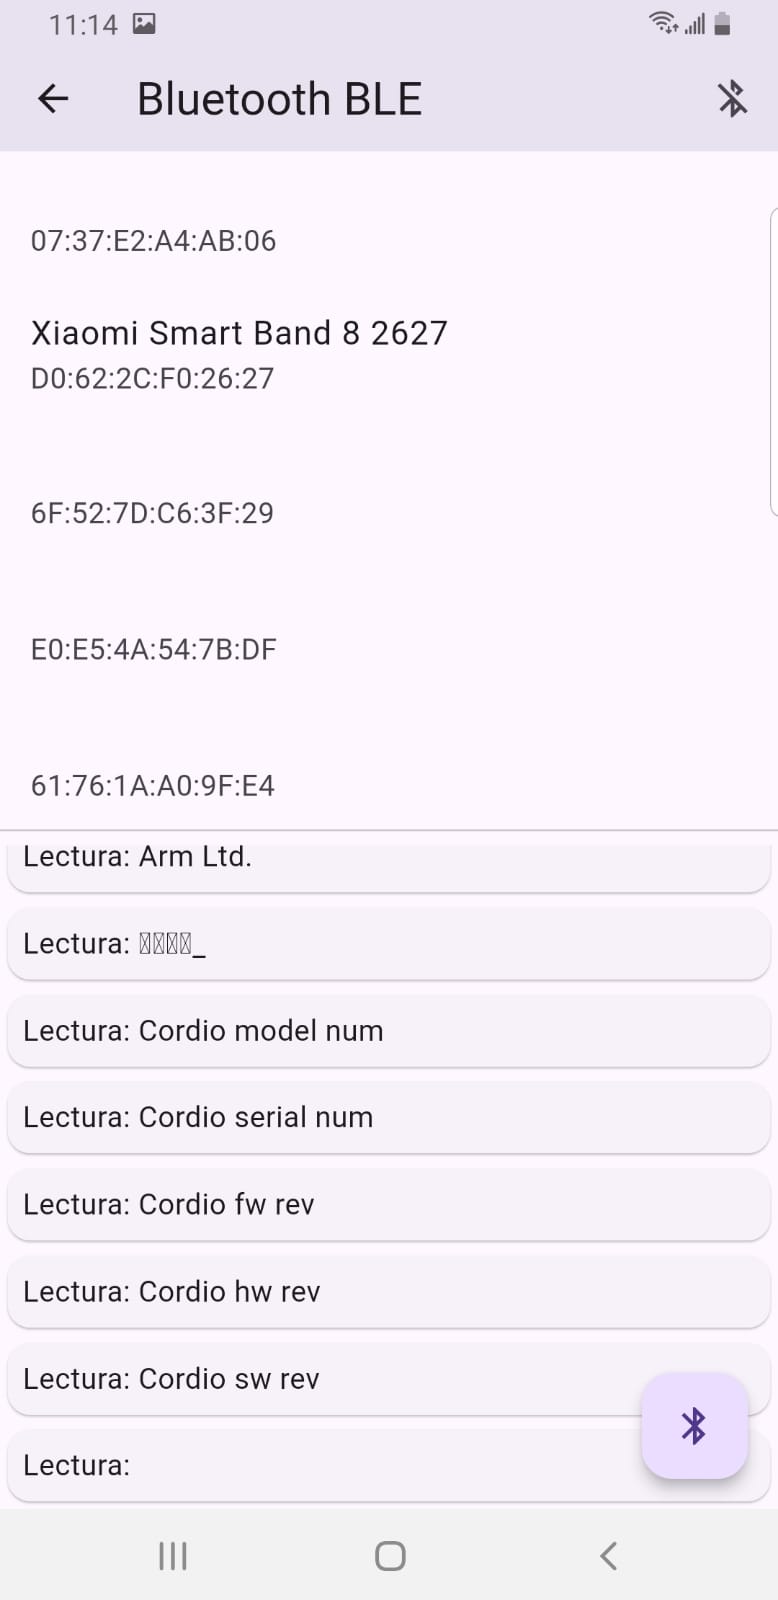 11:14
Bluetooth BLE
07:37:E2:A4:AB:06
Xiaomi Smart Band 8 2627
D0:62:2C:F0:26:27
6F:52:7D:C6:3F:29
E0:E5:4A:54:7B:DF
61:76:1A:A0:9F:E4
Lectura: Arm Ltd.
Lectura: _
Lectura: Cordio model num
Lectura: Cordio serial num
Lectura: Cordio fw rev
Lectura: Cordio hw rev
Lectura: Cordio sw rev
Lectura: